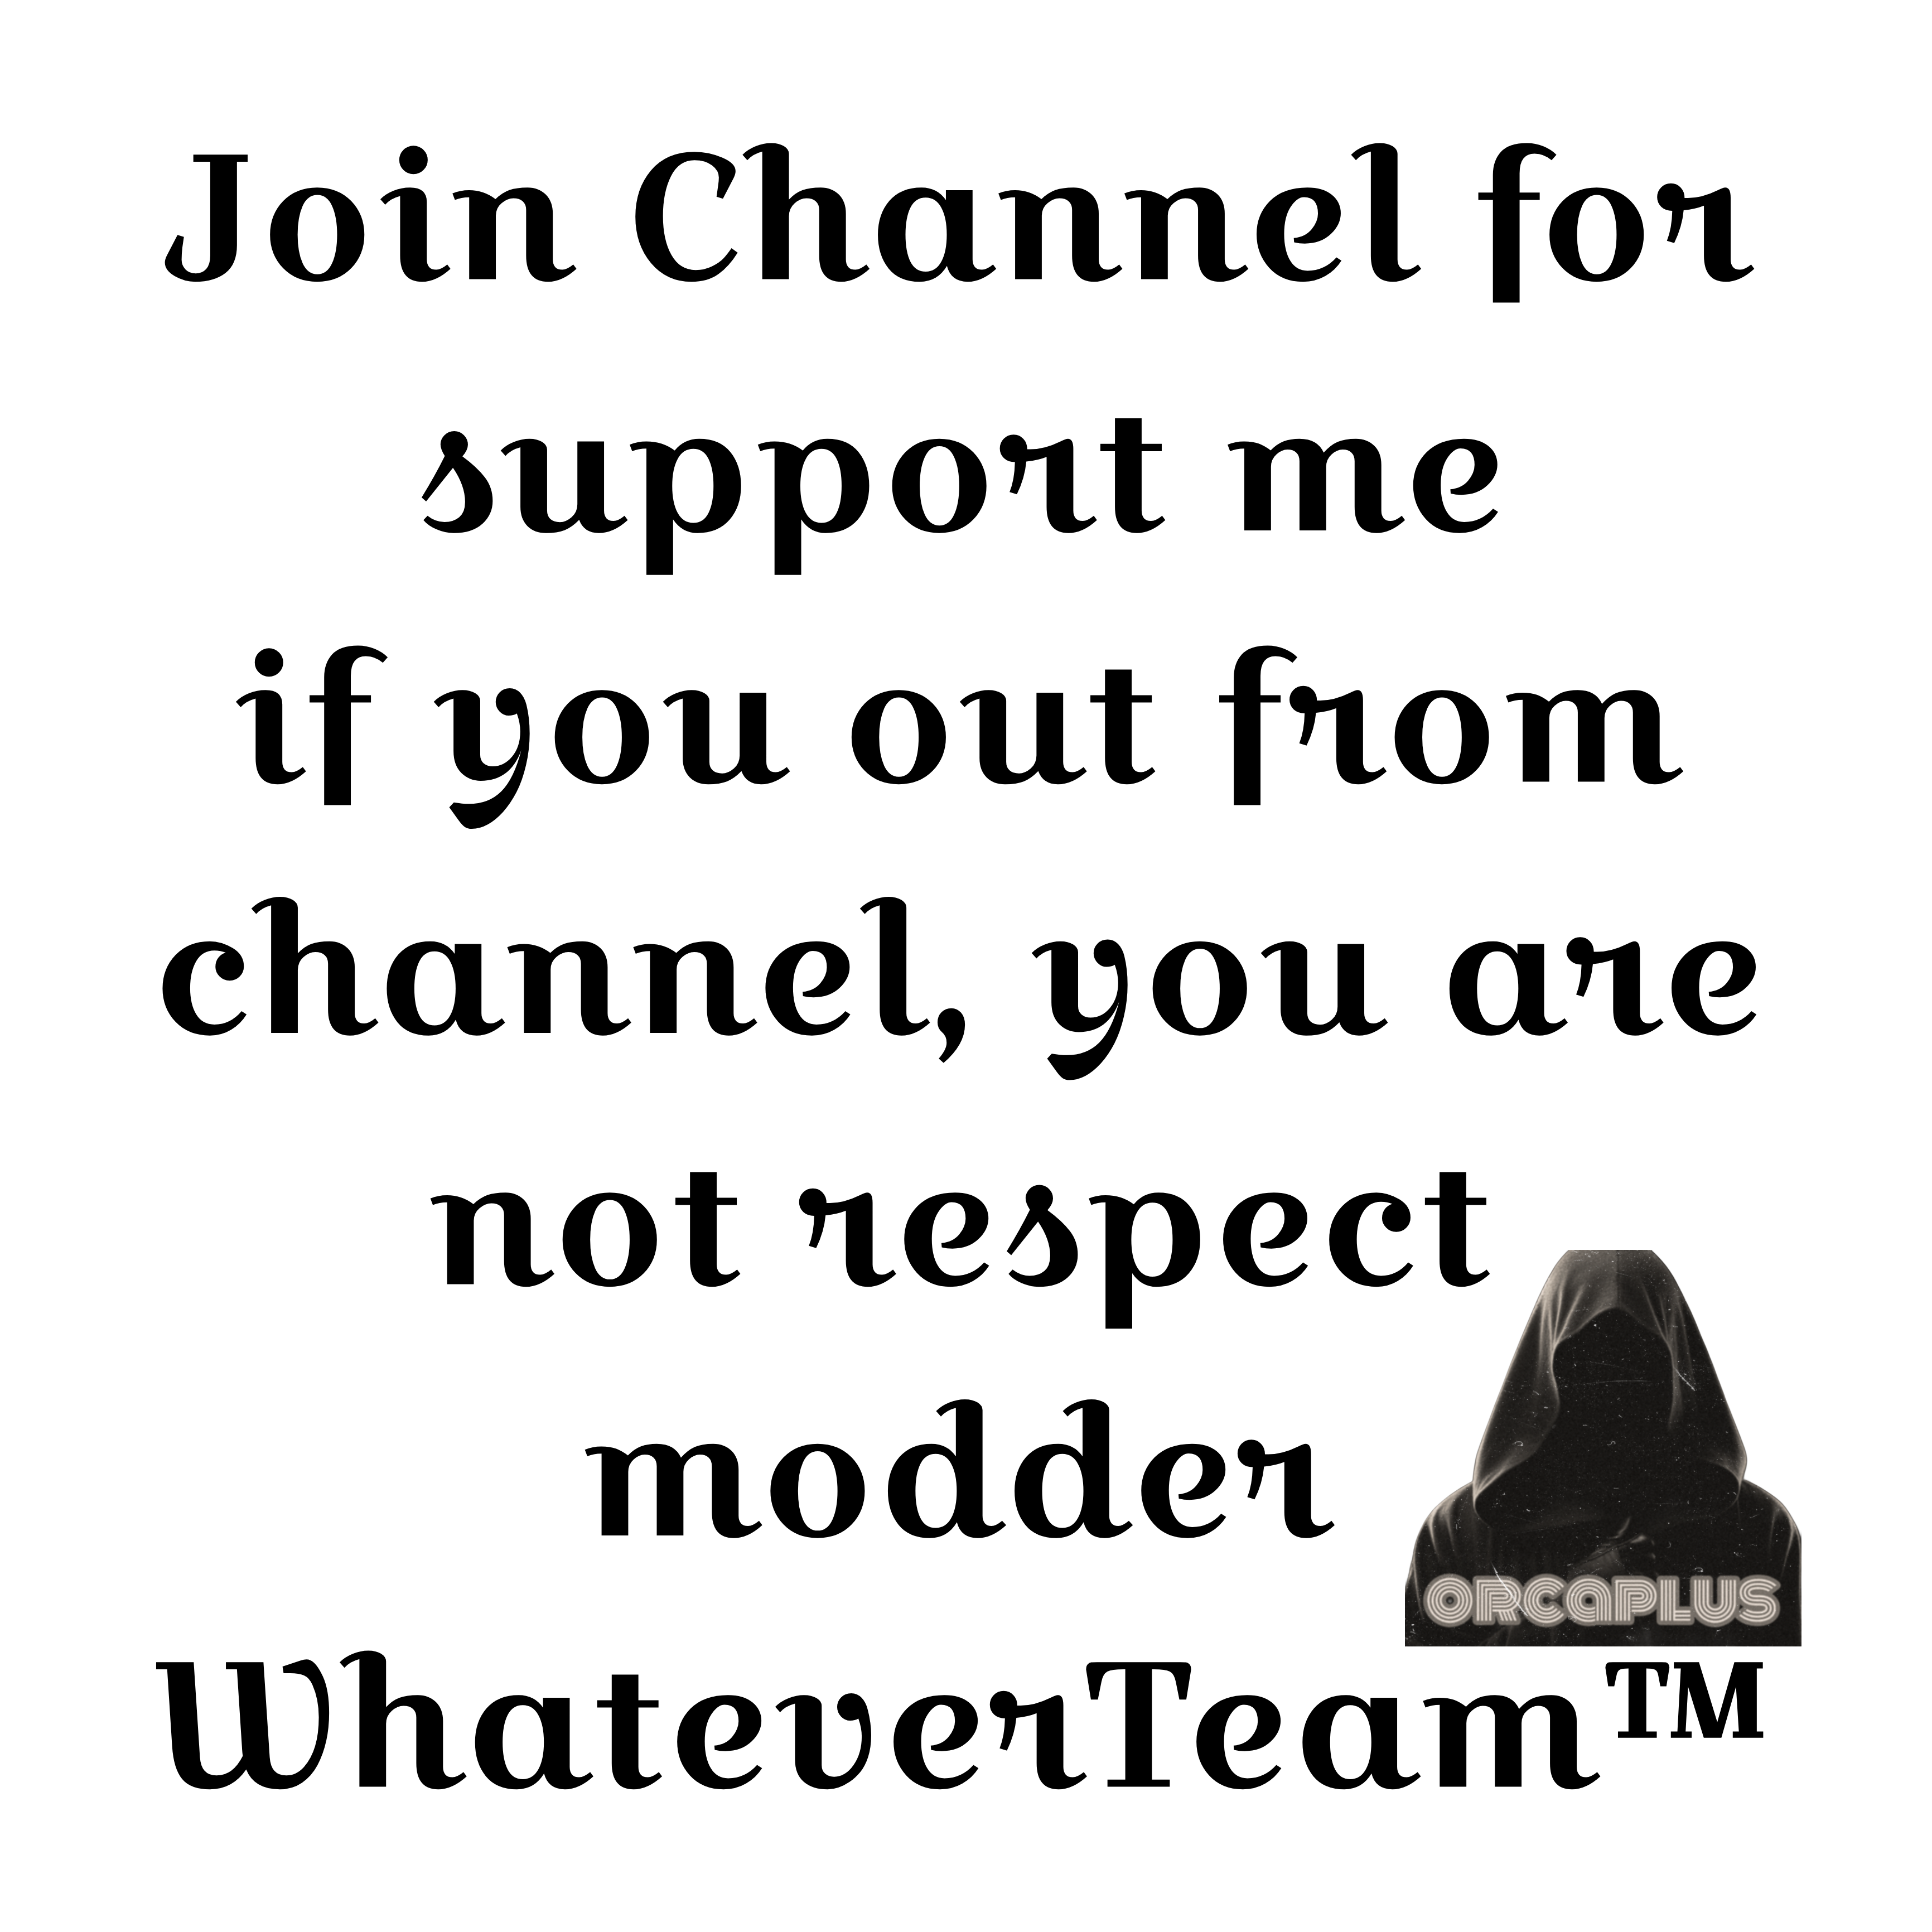 Join Channel for
support me
if you out from
channel, you are
not respect
modder
ORCAPLUS
WhateverTeam™